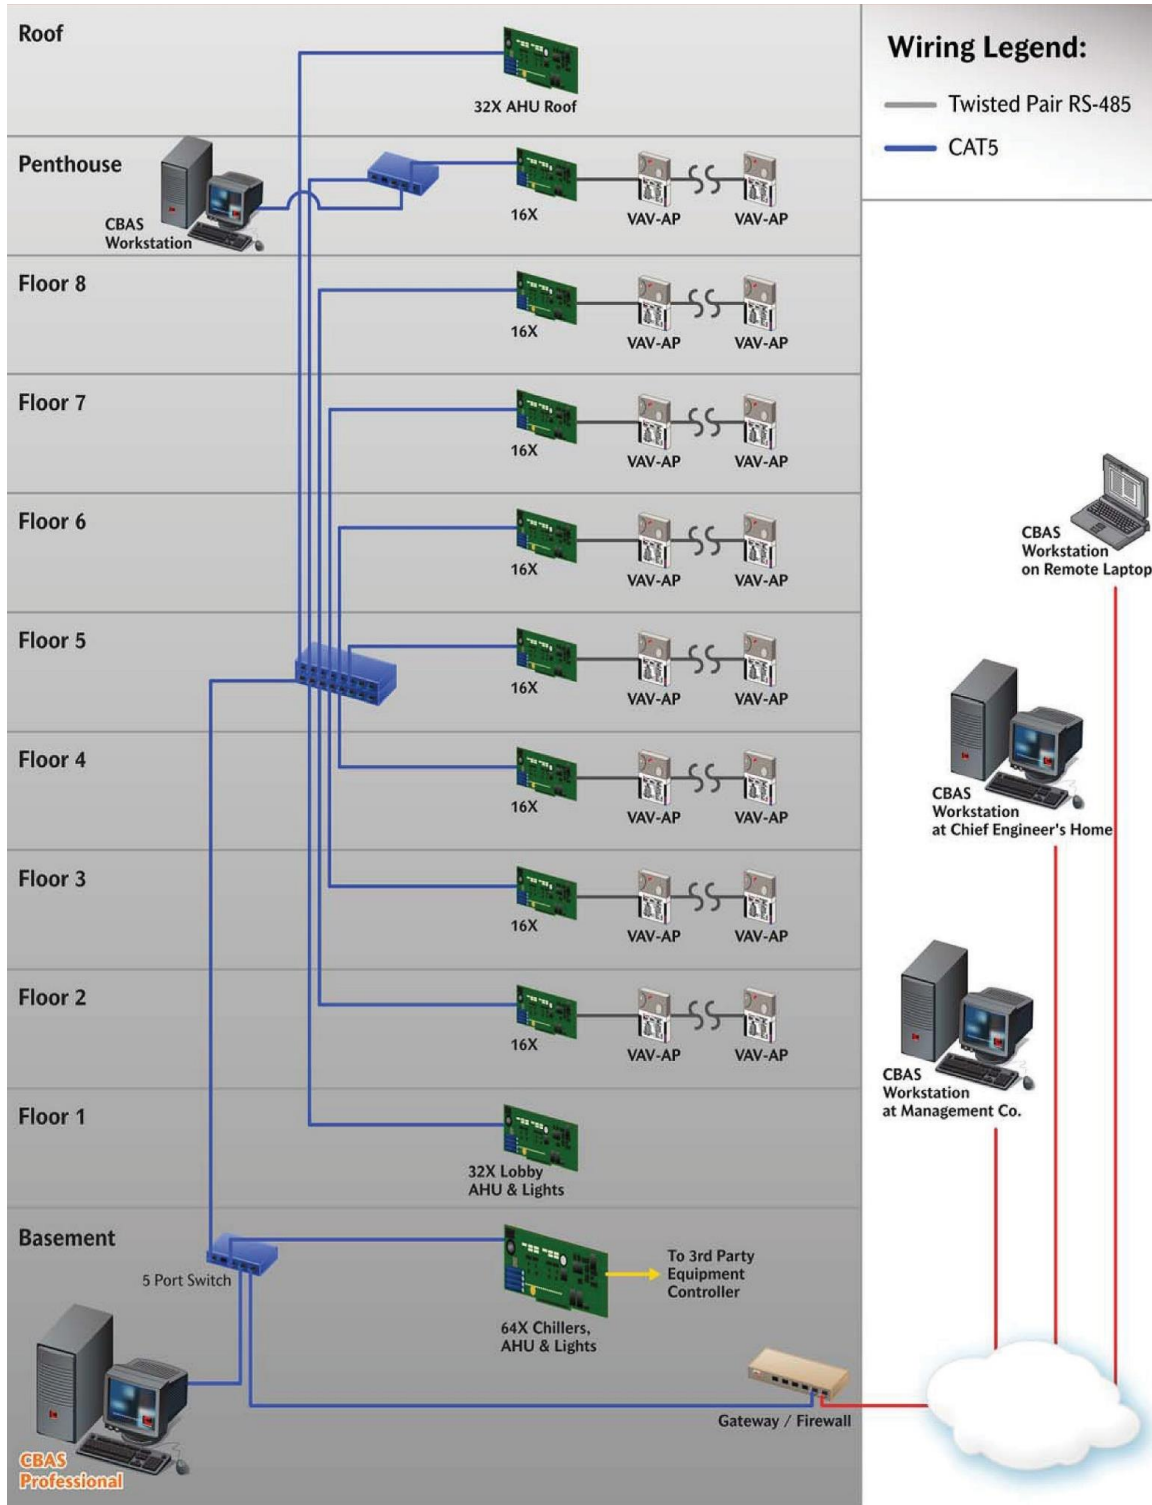 Roof
32X AHU Roof
Wiring Legend:
Twisted Pair RS-485
CAT5
Penthouse
CBAS
Workstation
16X
VAV-AP
VAV-AP
Floor 8
16X
VAV-AP
VAV-AP
Floor 7
16X
VAV-AP
VAV-AP
Floor 6
16X
VAV-AP
VAV-AP
CBAS
Workstation
on Remote Laptop
Floor 5
16X
VAV-AP
VAV-AP
Floor 4
16X
VAV-AP
VAV-AP
CBAS
Workstation
at Chief Engineer's Home
Floor 3
16X
VAV-AP
VAV-AP
Floor 2
16X
VAV-AP
VAV-AP
CBAS
Workstation
at Management Co.
Floor 1
32X Lobby
AHU & Lights
Basement
5 Port Switch
To 3rd Party
Equipment
Controller
64X Chillers,
AHU & Lights
Gateway / Firewall
CBAS
Professional